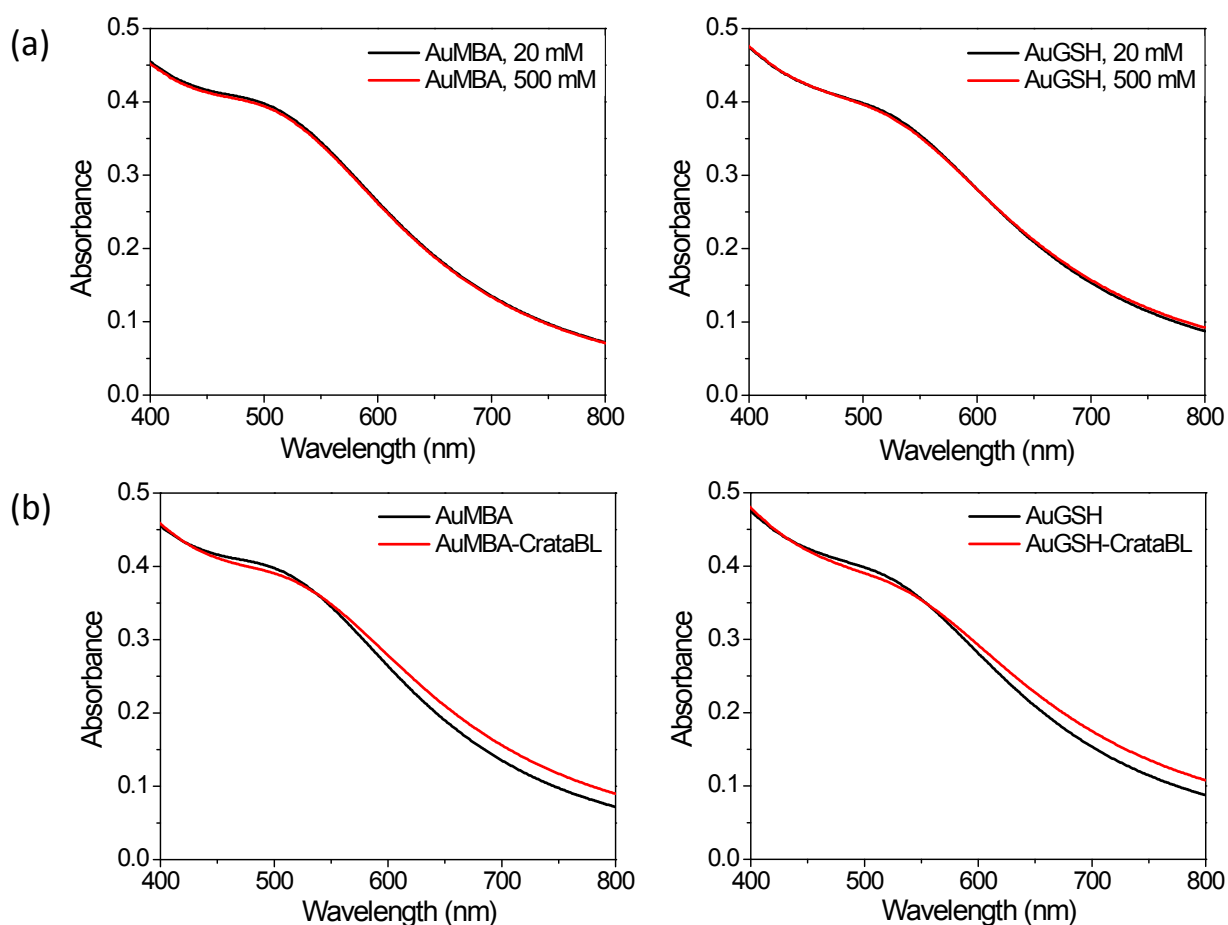 (a)
AuMBA, 20 mM
AuMBA, 500 mM
Absorbance
0.5
0.4
0.3
0.2
0.1
0.0
400 500 600 700 800
Wavelength (nm)
AuGSH, 20 mM
AuGSH, 500 mM
Absorbance
0.5
0.4
0.3
0.2
0.1
0.0
400 500 600 700 800
Wavelength (nm)
(b)
AuMBA
AuMBA-CrataBL
Absorbance
0.5
0.4
0.3
0.2
0.1
0.0
400 500 600 700 800
Wavelength (nm)
AuGSH
AuGSH-CrataBL
Absorbance
0.5
0.4
0.3
0.2
0.1
0.0
400 500 600 700 800
Wavelength (nm)